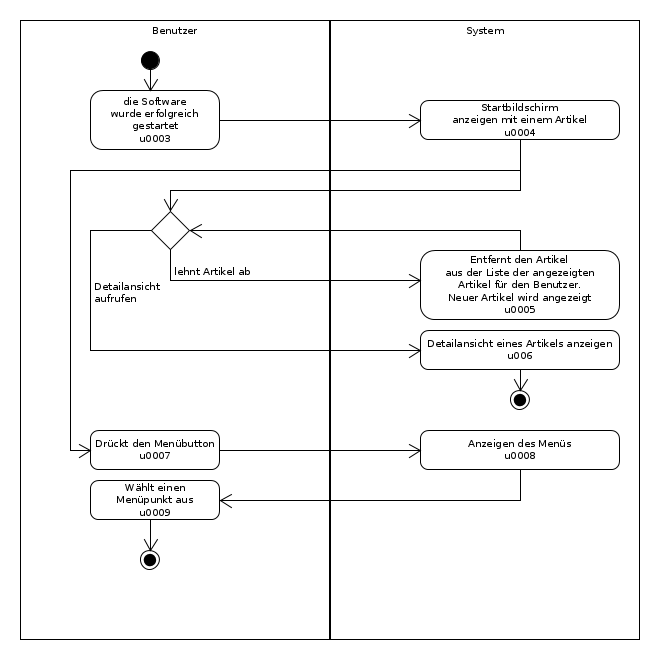 Benutzer
System
die Software
wurde erfolgreich
gestartet
u0003
Startbildschirm
anzeigen mit einem Artikel
u0004
lehnt Artikel ab
Detailansicht
aufrufen
Entfernt den Artikel
aus der Liste der angezeigten
Artikel für den Benutzer.
Neuer Artikel wird angezeigt
u0005
Detailansicht eines Artikels anzeigen
u006
Drückt den Menübutton
u0007
Anzeigen des Menüs
u0008
Wählt einen
Menüpunkt aus
u0009